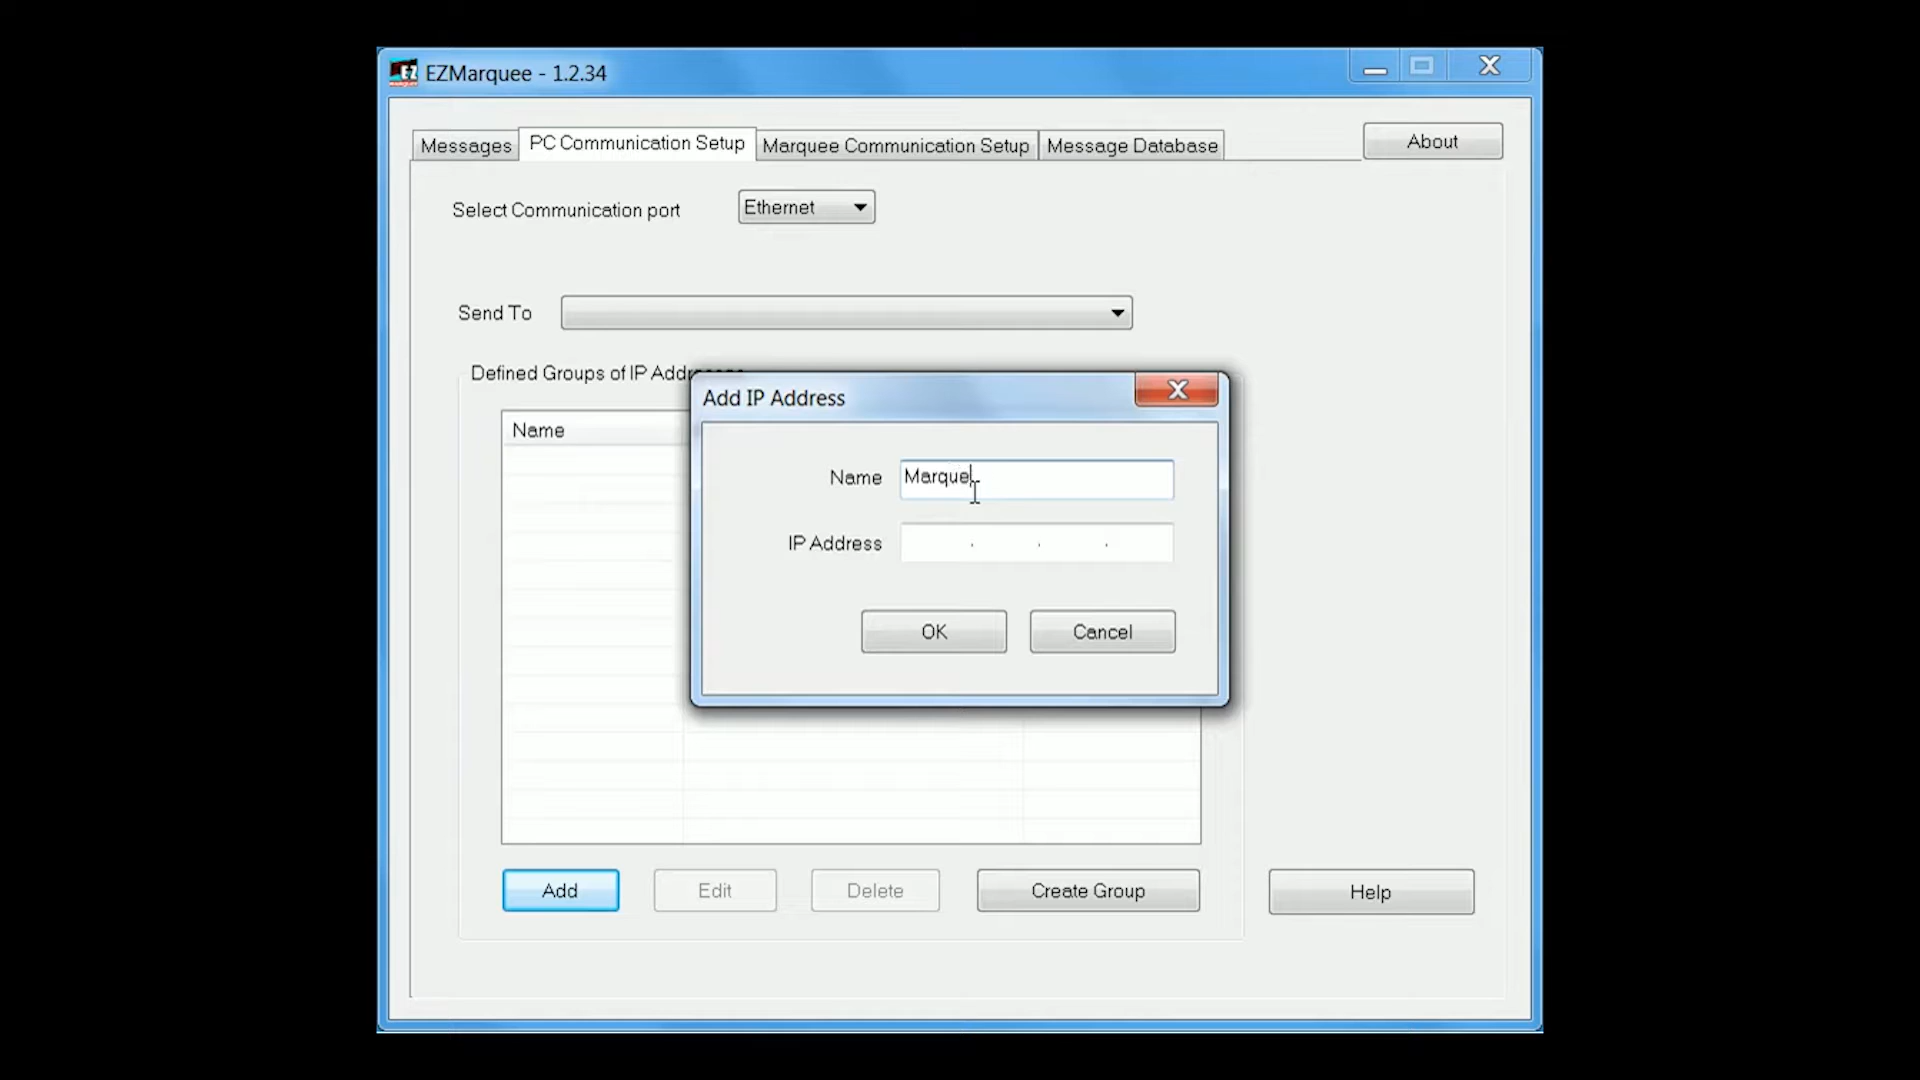 EZ EZMarquee - 1.2.34
Messages PC Communication Setup Marquee Communication Setup Message Database About
Select Communication port Ethernet
Send To
Defined Groups of IP
Add IP Address
Name
Name Marque
IP Address . . .
OK Cancel
Add Edit Delete Create Group Help